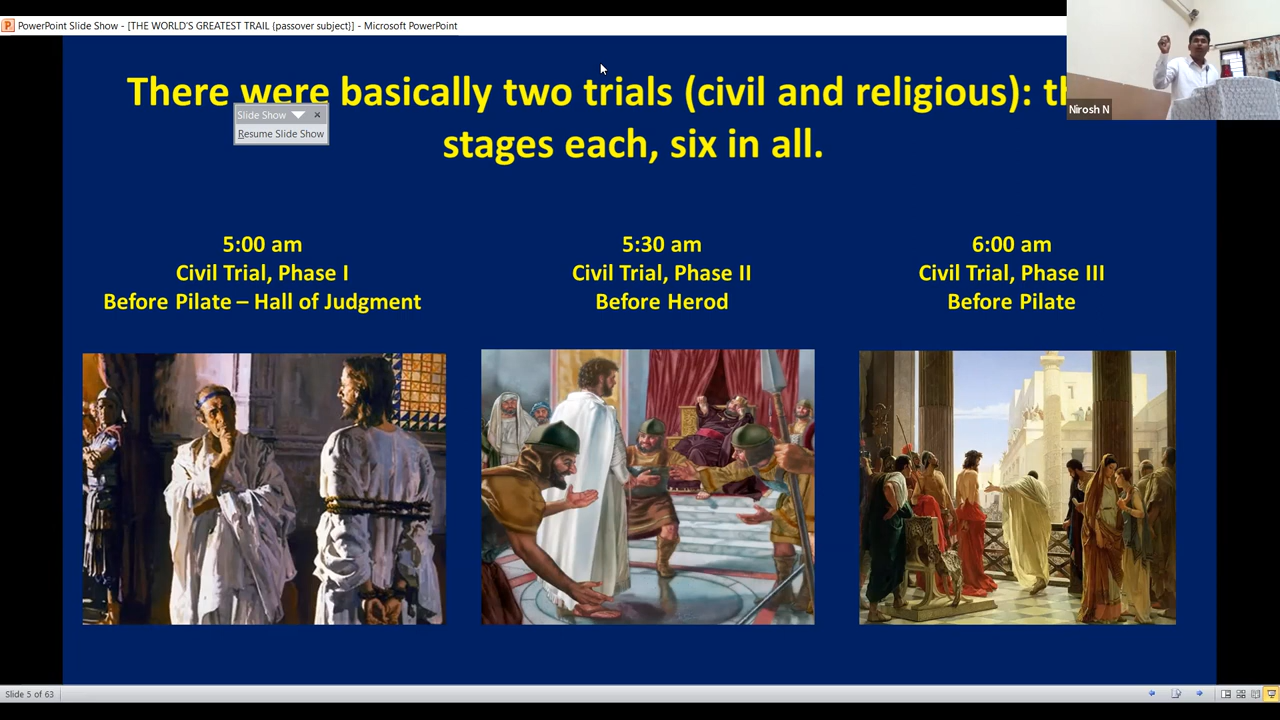 PowerPoint Slide Show - [THE WORLD'S GREATEST TRAIL (passover subject}] - Microsoft PowerPoint
There were basically two trials (civil and religious):
stages each, six in all.
Slide Show
Resume Slide Show
Nirosh N
5:00 am
Civil Trial, Phase I
Before Pilate – Hall of Judgment
5:30 am
Civil Trial, Phase II
Before Herod
6:00 am
Civil Trial, Phase III
Before Pilate
Slide 5 of 63